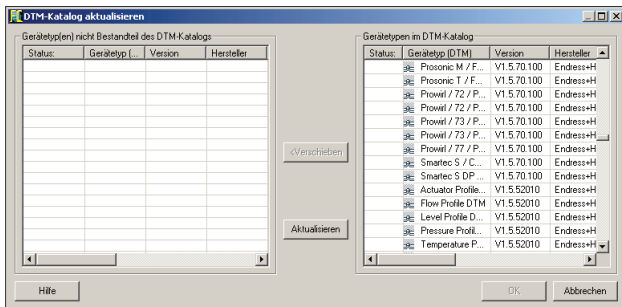 DTM-Katalog aktualisieren
Gerätetyp(en) nicht Bestandteil des DTM-Katalogs
Status: Gerätetyp (... Version Hersteller
<Verschieben
Aktualisieren
Gerätetypen im DTM-Katalog
Status: Gerätetyp (DTM) Version Hersteller
Prosonic M / F... V1.5.70.100 Endress+H
Prosonic T / F... V1.5.70.100 Endress+H
Prowirl / 72 / P... V1.5.70.100 Endress+H
Prowirl / 72 / P... V1.5.70.100 Endress+H
Prowirl / 73 / P... V1.5.70.100 Endress+H
Prowirl / 73 / P... V1.5.70.100 Endress+H
Prowirl / 77 / P... V1.5.70.100 Endress+H
Smartec S / C... V1.5.70.100 Endress+H
Smartec S DP ... V1.5.70.100 Endress+H
Actuator Profile... V1.5.52010 Endress+H
Flow Profile DTM V1.5.52010 Endress+H
Level Profile D... V1.5.52010 Endress+H
Pressure Profil... V1.5.52010 Endress+H
Temperature P... V1.5.52010 Endress+H
Hilfe
OK
Abbrechen